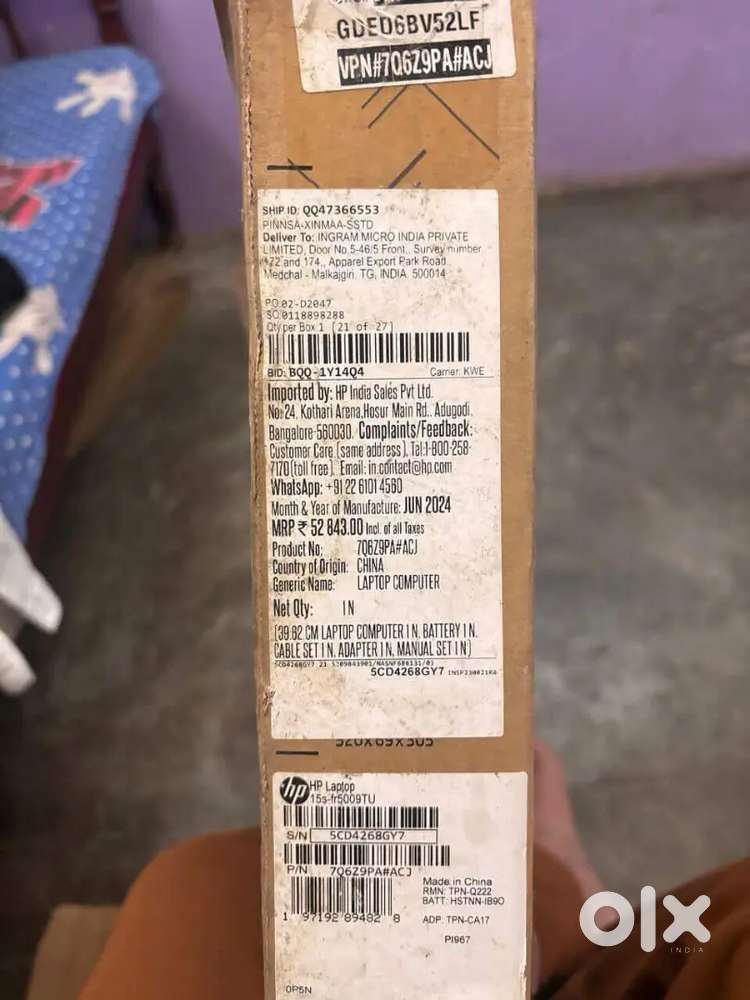 GDED6BV52LF
VPN#7Q6Z9PA#ACJ
SHIP ID: QQ47366553
PINNSA-XINMAA-SSTD
Deliver To: INGRAM MICRO INDIA PRIVATE
LIMITED, Door No.5-46/5 Front,, Survey number
172 and 174,, Apparel Export Park Road,
Medchal - Malkajgiri, TG, INDIA, 500014
PO:02-D2047
SO:0118898288
Qty per Box 1 [21 of 27]
BID: BQQ-1Y14Q4 Carrier: KWE
Imported by: HP India Sales Pvt Ltd.
No: 24, Kothari Arena,Hosur Main Rd., Adugodi,
Bangalore-560030. Complaints/Feedback:
Customer Care (same address), Tel:1-800-258-
7170(toll free). Email: in.contact@hp.com
WhatsApp: +91 22 6101 4560
Month & Year of Manufacture: JUN 2024
MRP ₹ 52 843.00 Incl. of all Taxes
Product No: 7Q6Z9PA#ACJ
Country of Origin: CHINA
Generic Name: LAPTOP COMPUTER
Net Qty: 1 N
(39.62 CM LAPTOP COMPUTER 1 N, BATTERY 1 N,
CABLE SET 1 N, ADAPTER 1 N, MANUAL SET 1 N)
5CD4268GY7
520X69X305
hp HP Laptop
15s-fr5009TU
S/N 5CD4268GY7
P/N 7Q6Z9PA#ACJ
Made in China
RMN: TPN-Q222
BATT: HSTNN-IB9O
1 97192 89482 8
ADP: TPN-CA17
PI967
0P5N
olx
INDIA